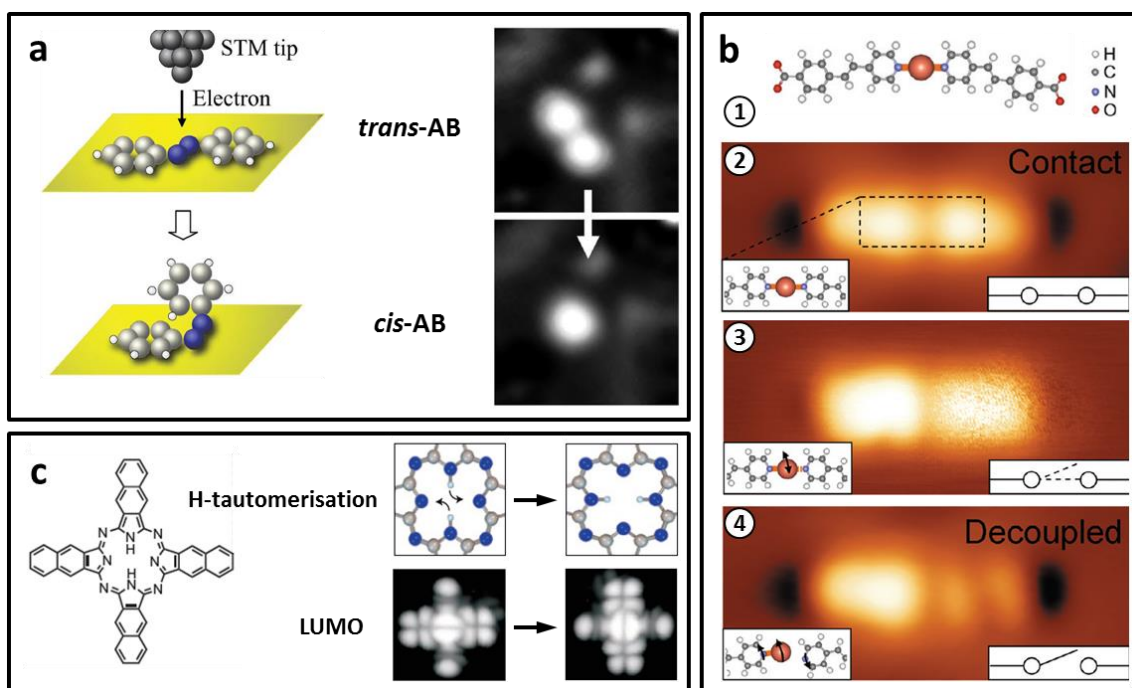 a
STM tip
Electron
trans-AB
cis-AB
b
H
C
N
O
1
2
Contact
3
4
Decoupled
c
H-tautomerisation
N
N
N
H
N
N
H
N
N
N
LUMO